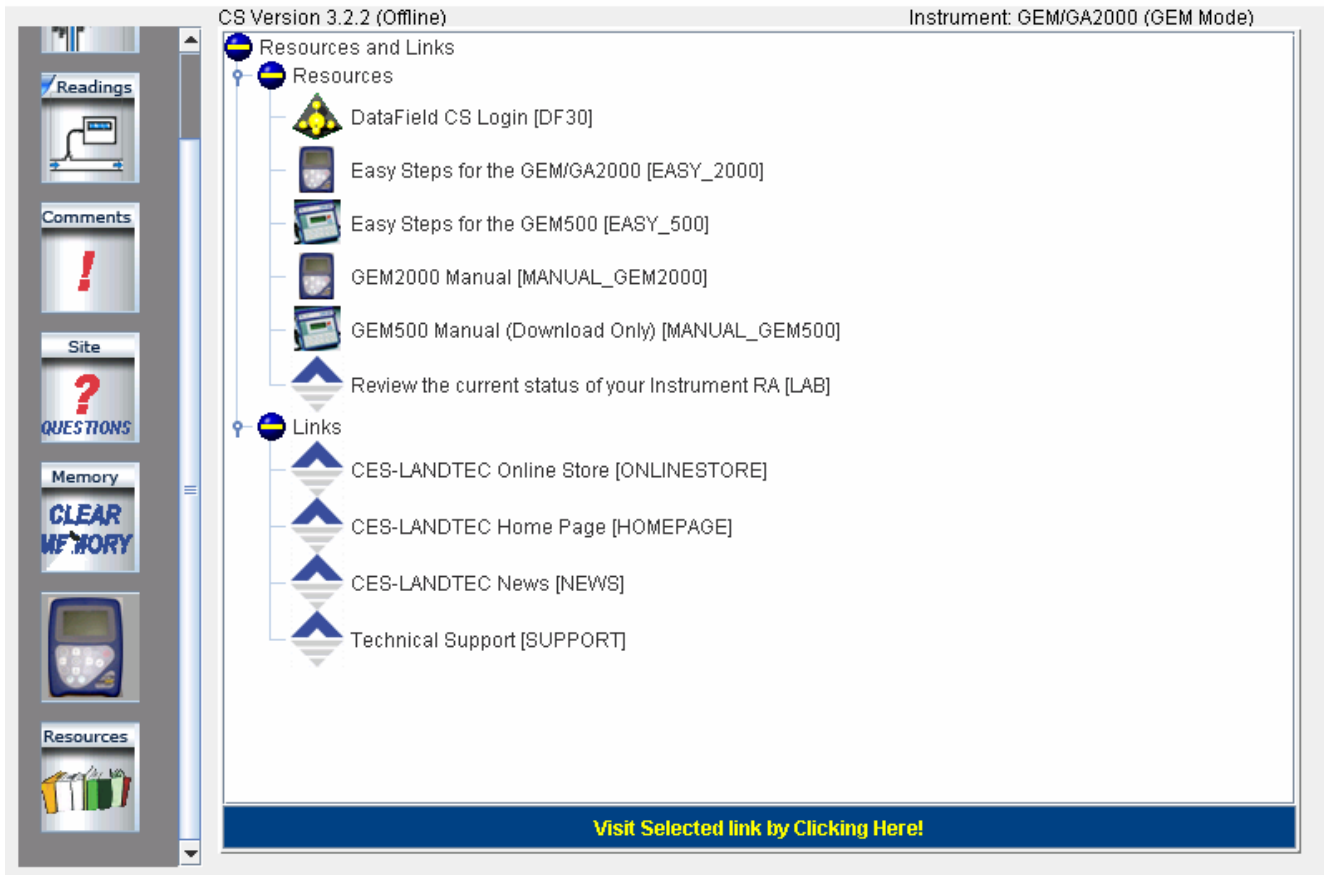 CS Version 3.2.2 (Offline)
Instrument: GEM/GA2000 (GEM Mode)
Readings
Comments
!
Site
?
QUESTIONS
Memory
CLEAR
MEMORY
Resources
Resources and Links
Resources
DataField CS Login [DF30]
Easy Steps for the GEM/GA2000 [EASY_2000]
Easy Steps for the GEM500 [EASY_500]
GEM2000 Manual [MANUAL_GEM2000]
GEM500 Manual (Download Only) [MANUAL_GEM500]
Review the current status of your Instrument RA [LAB]
Links
CES-LANDTEC Online Store [ONLINESTORE]
CES-LANDTEC Home Page [HOMEPAGE]
CES-LANDTEC News [NEWS]
Technical Support [SUPPORT]
Visit Selected link by Clicking Here!